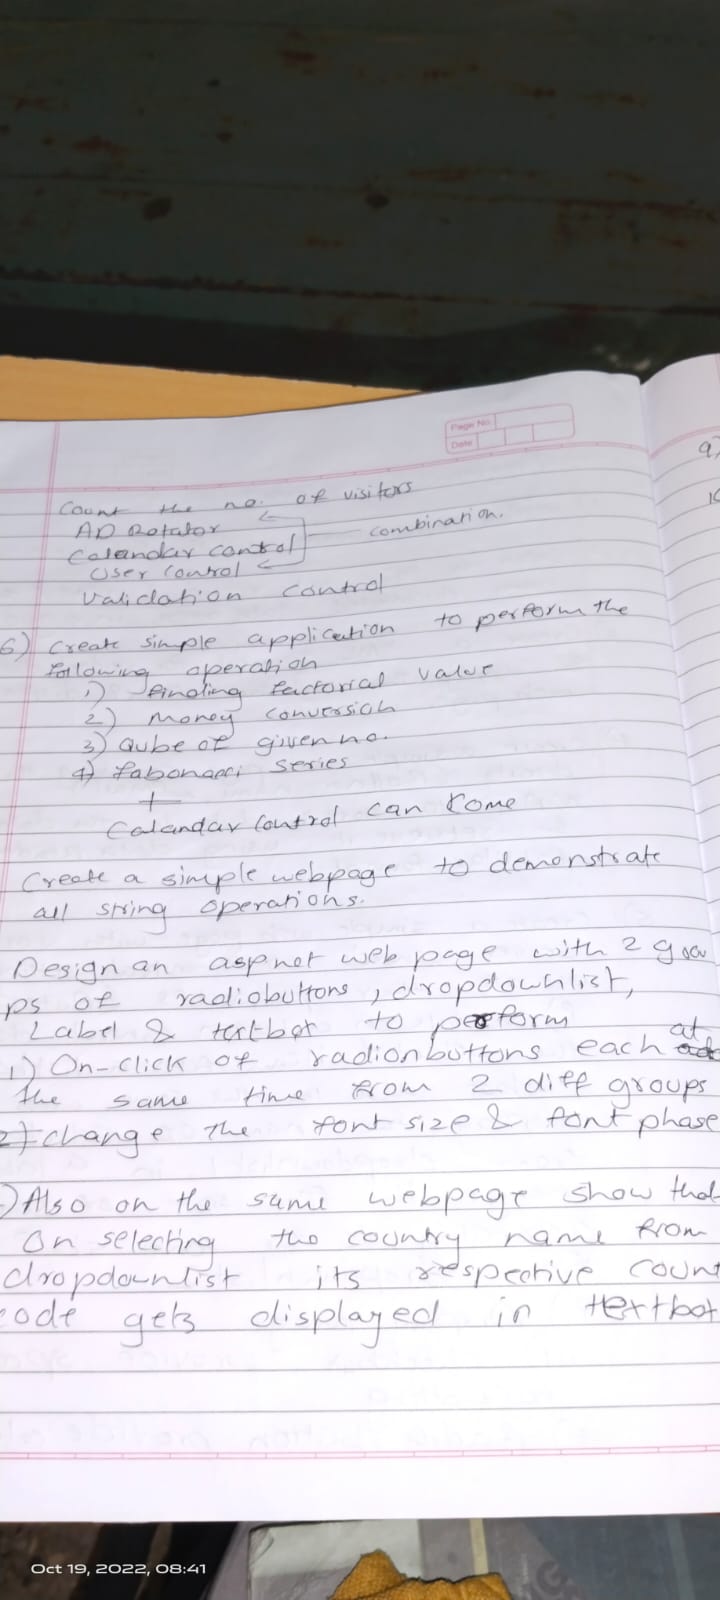 Page No.
Date
Count the no. of visitors
AD Rotator
Calandar control
combination.
User Control
Validation control
6) Create simple application to perform the
following operation
1) finding factorial value
2) Money conversion
3) Qube of given no.
4) fabonacci series
+
Calandar Control can come
Create a simple webpage to demonstrate
all string operations.
Design an asp net web page with 2 grou
ps of radiobuttons, dropdownlist,
Label & textbox to perform
1) On-click of radionbuttons each at
the same time from 2 diff groups
2) change the font size & font phase
) Also on the same webpage show that
On selecting the country name from
dropdownlist its respective count
code gets displayed in textbox
9)
Oct 19, 2022, 08:41